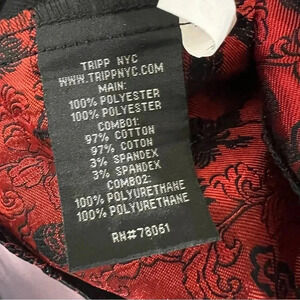 TRIPP NYC
WWW.TRIPPNYC.COM
MAIN:
100% POLYESTER
100% POLYESTER
COMBO1:
97% COTTON
97% COTON
3% SPANDEX
3% SPANDEX
COMBO2:
100% POLYURETHANE
100% POLYURETHANE
RN#78061